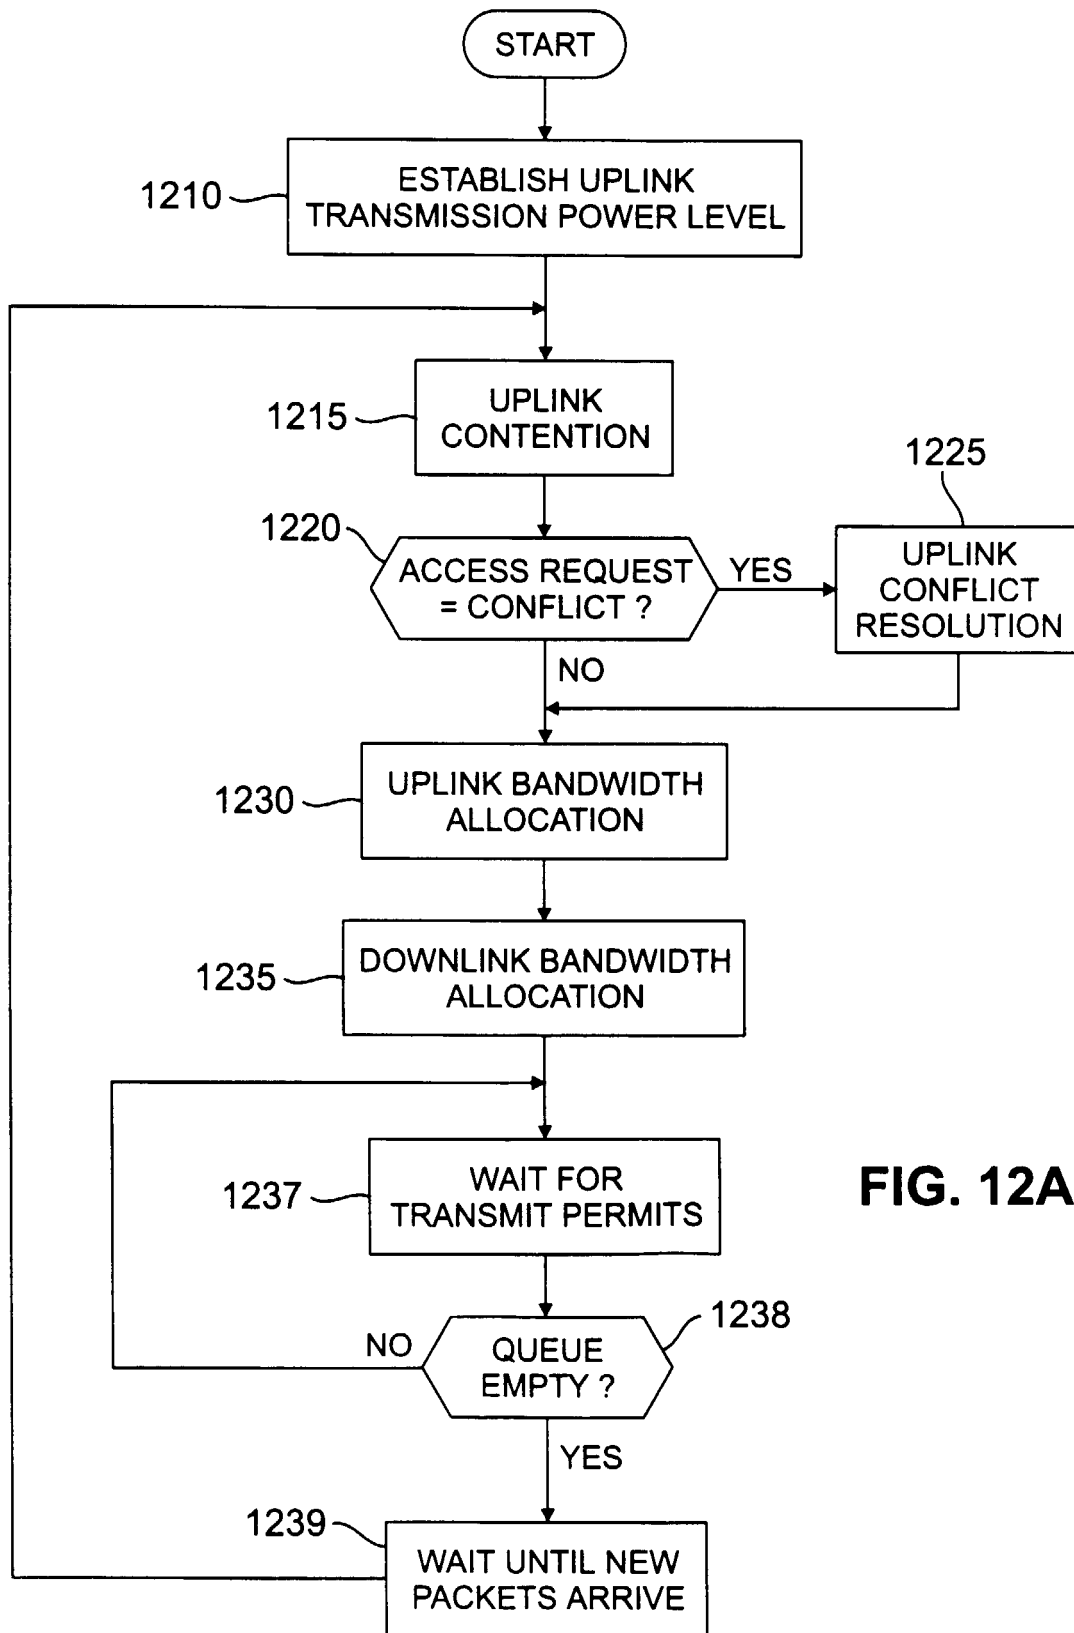 START
1210
ESTABLISH UPLINK
TRANSMISSION POWER LEVEL
1215
UPLINK
CONTENTION
1225
1220
ACCESS REQUEST
= CONFLICT ?
YES
UPLINK
CONFLICT
RESOLUTION
NO
1230
UPLINK BANDWIDTH
ALLOCATION
1235
DOWNLINK BANDWIDTH
ALLOCATION
1237
WAIT FOR
TRANSMIT PERMITS
FIG. 12A
1238
NO
QUEUE
EMPTY ?
YES
1239
WAIT UNTIL NEW
PACKETS ARRIVE